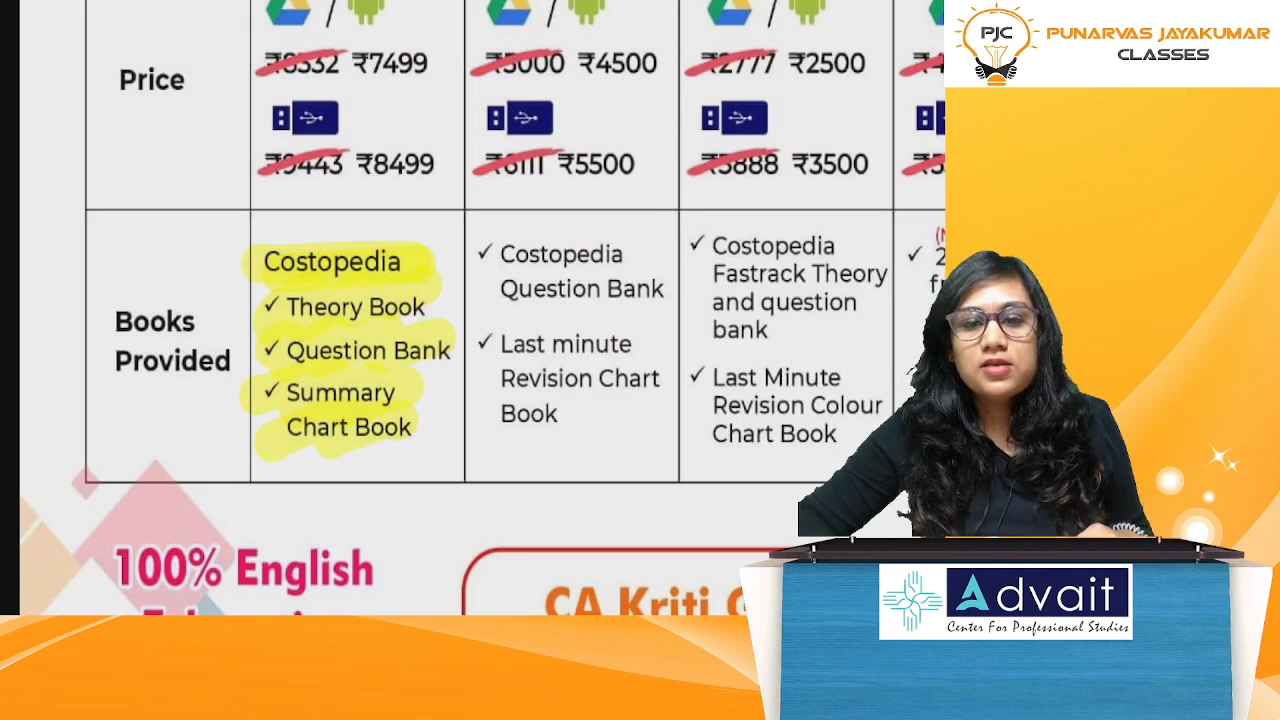 PJC
PUNARVAS JAYAKUMAR
CLASSES
Price
/
/
/
₹8332 ₹7499
₹5000 ₹4500
₹2777 ₹2500
₹9443 ₹8499
₹6111 ₹5500
₹3888 ₹3500
Books
Provided
Costopedia
✓ Theory Book
✓ Question Bank
✓ Summary
Chart Book
✓ Costopedia
Question Bank
✓ Last minute
Revision Chart
Book
✓ Costopedia
Fastrack Theory
and question
bank
✓ Last Minute
Revision Colour
Chart Book
100% English
CA Kriti
Advait
Center For Professional Studies